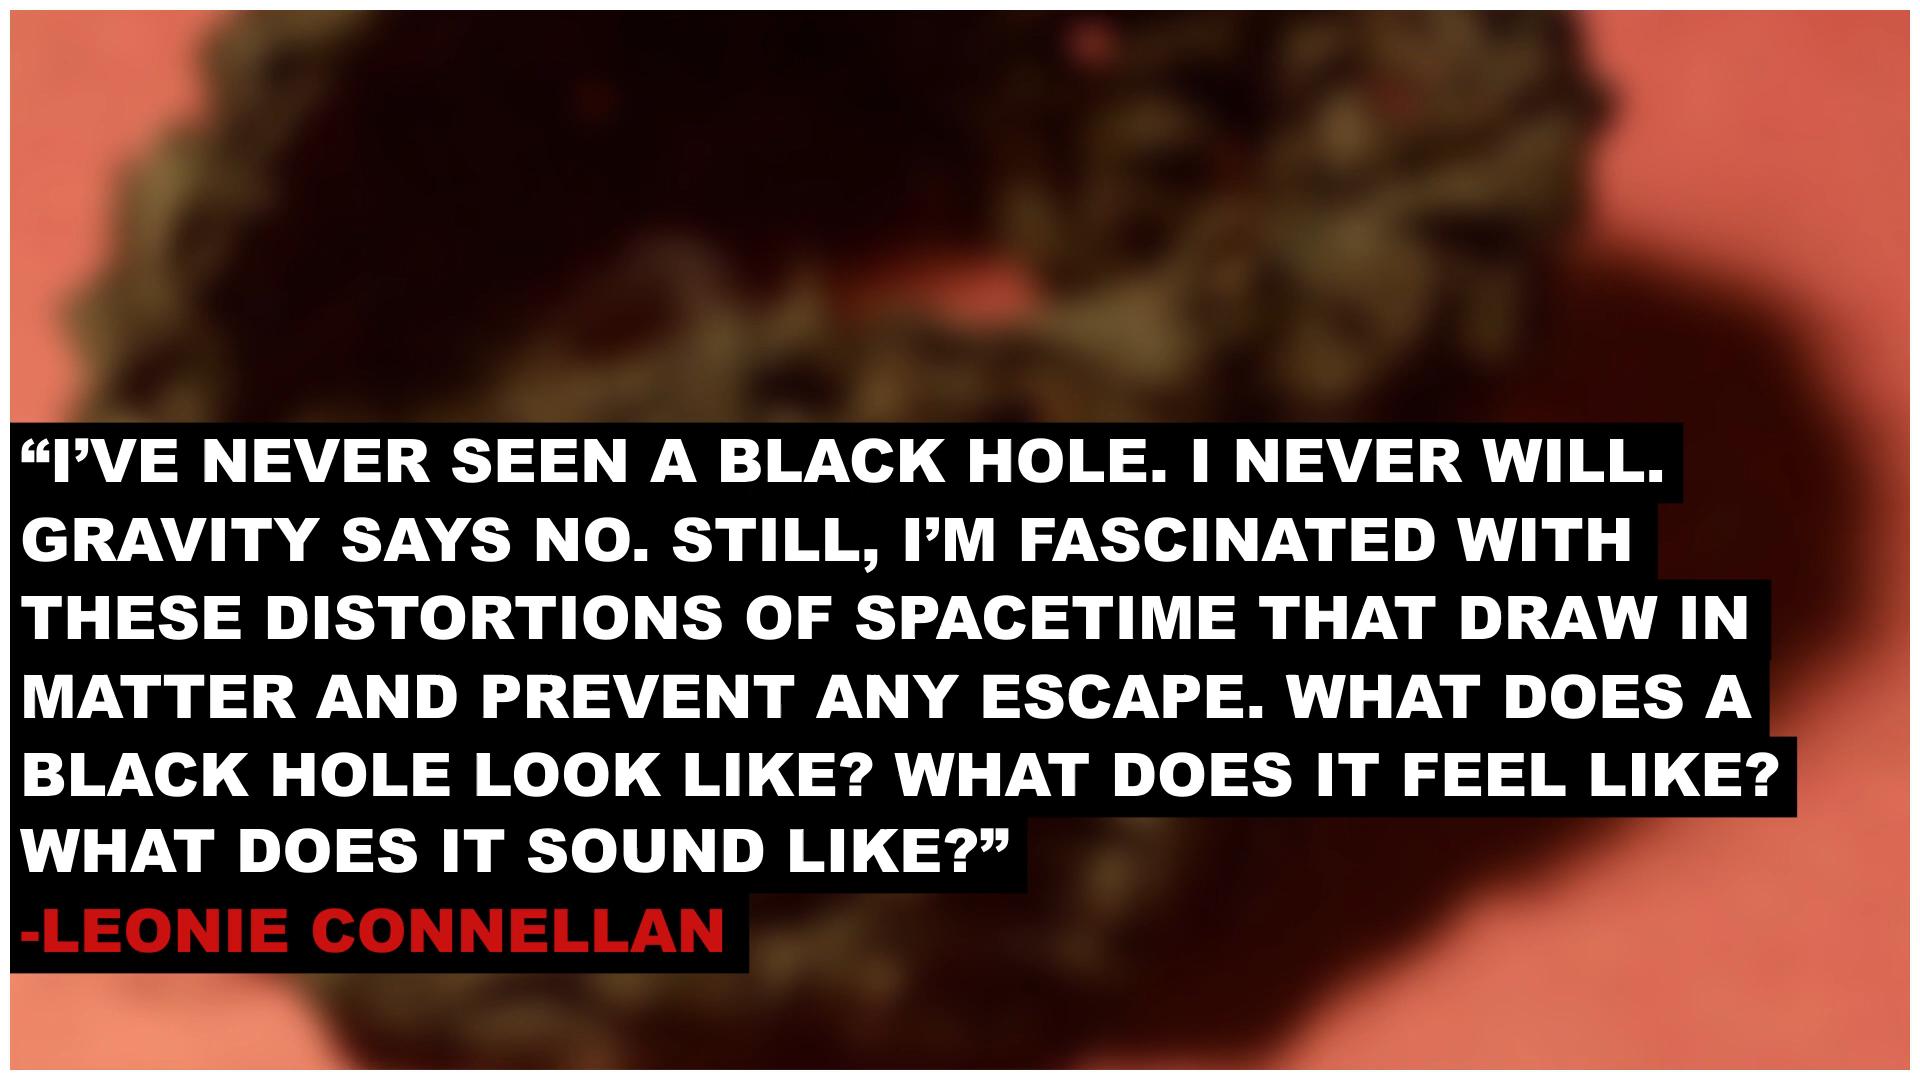 “I’VE NEVER SEEN A BLACK HOLE. I NEVER WILL.
GRAVITY SAYS NO. STILL, I’M FASCINATED WITH
THESE DISTORTIONS OF SPACETIME THAT DRAW IN
MATTER AND PREVENT ANY ESCAPE. WHAT DOES A
BLACK HOLE LOOK LIKE? WHAT DOES IT FEEL LIKE?
WHAT DOES IT SOUND LIKE?”
-LEONIE CONNELLAN